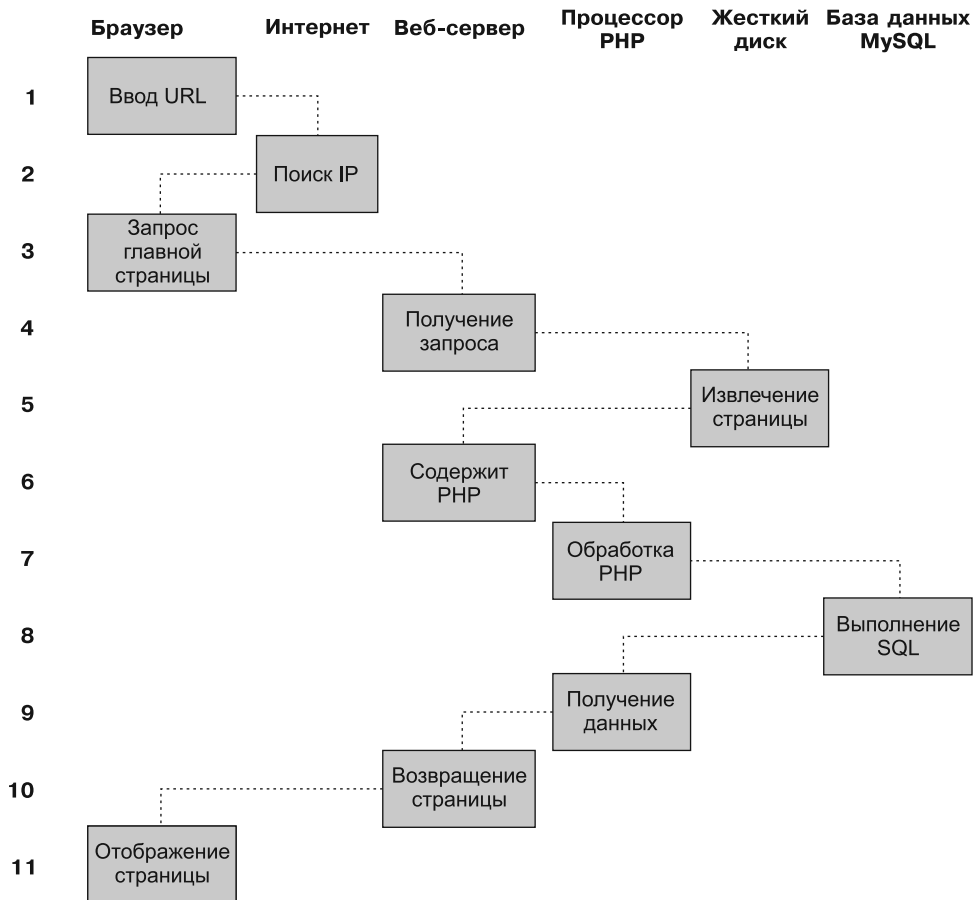 Браузер
Интернет
Веб-сервер
Процессор
PHP
Жесткий
диск
База данных
MySQL
1
Ввод URL
2
Поиск IP
3
Запрос
главной
страницы
4
Получение
запроса
5
Извлечение
страницы
6
Содержит
PHP
7
Обработка
PHP
8
Выполнение
SQL
9
Получение
данных
10
Возвращение
страницы
11
Отображение
страницы